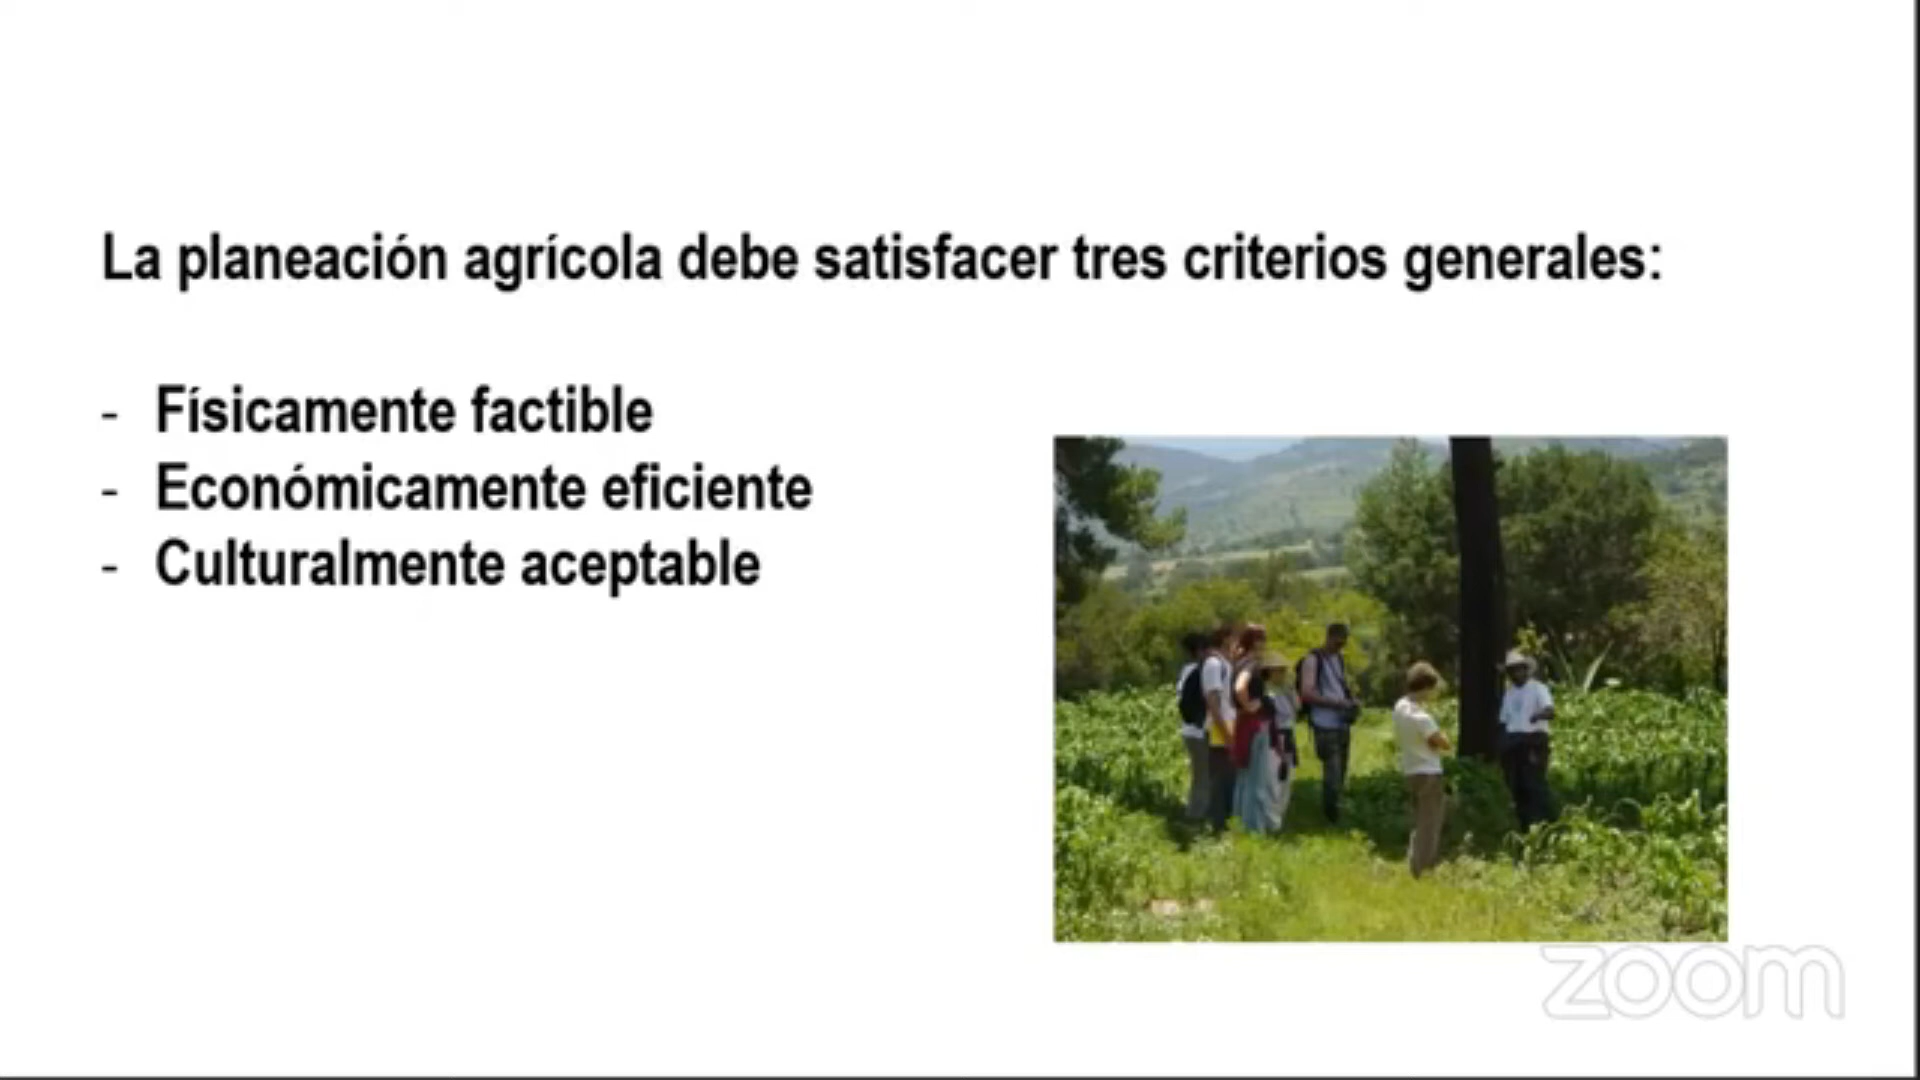 La planeación agrícola debe satisfacer tres criterios generales:
- Físicamente factible
- Económicamente eficiente
- Culturalmente aceptable
zoom